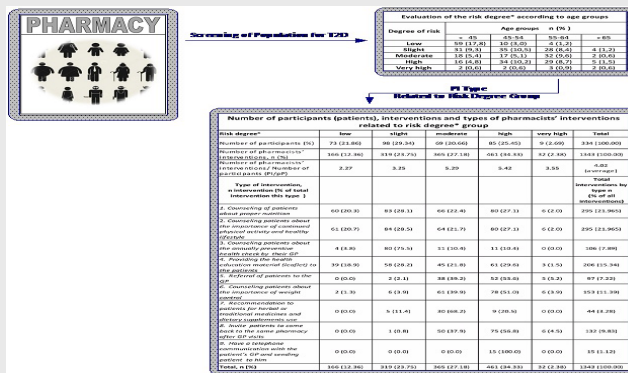 PHARMACY
Screening of Population for T2D
Evaluation of the risk degree* according to age groups
Degree of risk
Age groups n (%)
< 45 45-54 55-64 > 65
Low 59 (17,8) 10 (3,0) 4 (1,2)
Slight 31 (9,3) 35 (10,5) 28 (8,4) 4 (1,2)
Moderate 18 (5,4) 17 (5,1) 32 (9,6) 2 (0,6)
High 16 (4,8) 34 (10,2) 29 (8,7) 5 (1,5)
Very high 2 (0,6) 2 (0,6) 3 (0,9) 2 (0,6)
PI Type
Related to Risk Degree Group
Number of participants (patients), interventions and types of pharmacists' interventions
related to risk degree* group
Risk degree* low slight moderate high very high Total
Number of participants (%) 73 (21.86) 98 (29.34) 69 (20.66) 85 (25.45) 9 (2.69) 334 (100.00)
Number of pharmacists'
interventions, n (%) 166 (12.36) 319 (23.75) 365 (27.18) 461 (34.33) 32 (2.38) 1343 (100.00)
Number of pharmacists'
interventions/ Number of
participants (PI/pP) 2.27 3.25 5.29 5.42 3.55 4.02
(average)
Type of intervention,
n intervention (% of total
intervention this type )
Total
interventions by
type n
(% of all
interventions)
1. Counseling of patients
about proper nutrition 60 (20.3) 83 (28.1) 66 (22.4) 80 (27.1) 6 (2.0) 295 (21.965)
2. Counseling patients about
the importance of continued
physical activity and healthy
lifestyle 61 (20.7) 84 (28.5) 64 (21.7) 80 (27.1) 6 (2.0) 295 (21.965)
3. Counseling patients about
the annually preventive
health check by their GP 4 (3.8) 80 (75.5) 11 (10.4) 11 (10.4) 0 (0.0) 106 (7.89)
4. Providing the health
education material (leaflet) to
the patients 39 (18.9) 58 (28.2) 45 (21.8) 61 (29.6) 3 (1.5) 206 (15.34)
5. Referral of patients to the
GP 0 (0.0) 2 (2.1) 38 (39.2) 52 (53.6) 5 (5.2) 97 (7.22)
6. Counseling patients about
the importance of weight
control 2 (1.3) 6 (3.9) 61 (39.9) 78 (51.0) 6 (3.9) 153 (11.39)
7. Recommendation to
patients for herbal or
traditional medicines and
dietary supplements use 0 (0.0) 5 (11.4) 30 (68.2) 9 (20.5) 0 (0.0) 44 (3.28)
8. Invite patients to come
back to the same pharmacy
after GP visits 0 (0.0) 1 (0.8) 50 (37.9) 75 (56.8) 6 (4.5) 132 (9.83)
9. Have a telephone
communication with the
patient's GP and sending
patient to him 0 (0.0) 0 (0.0) 0 (0.0) 15 (100.0) 0 (0.0) 15 (1.12)
Total, n (%) 166 (12.36) 319 (23.75) 365 (27.18) 461 (34.33) 32 (2.38) 1343 (100.00)